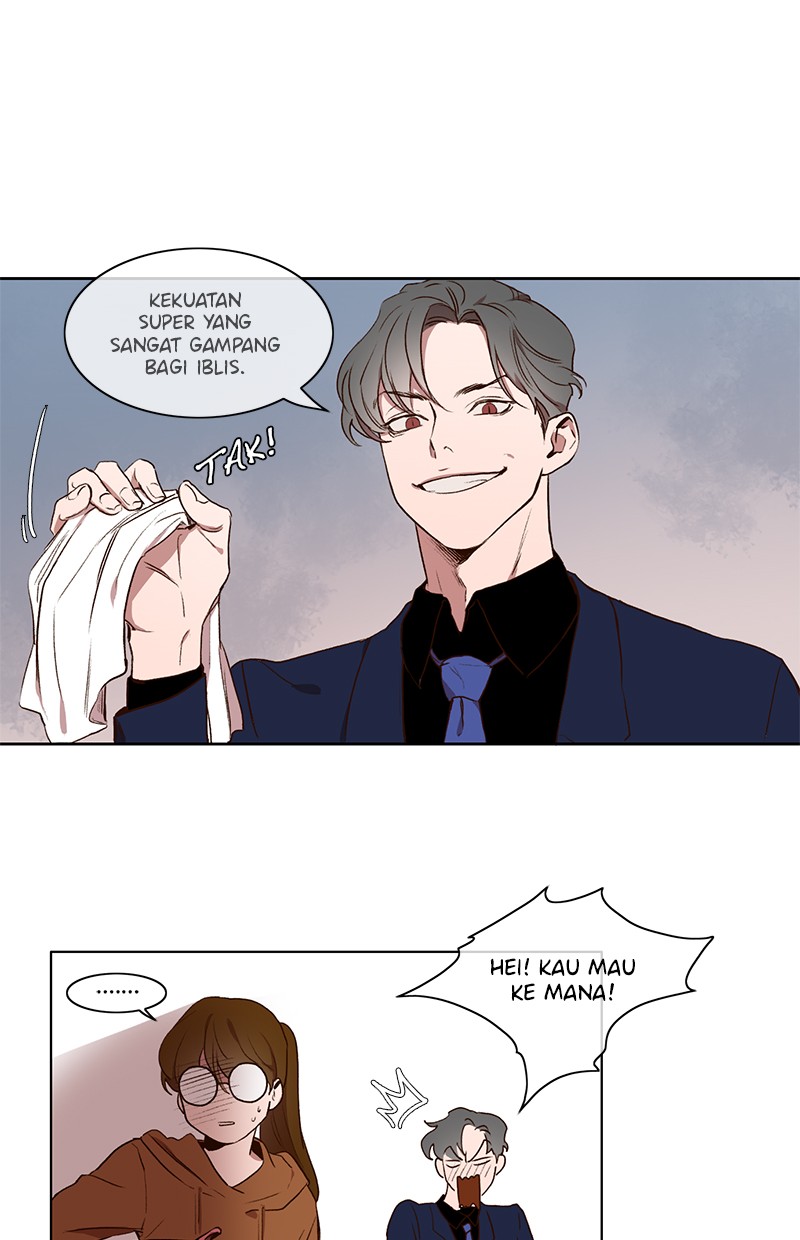 KEKUATAN
SUPER YANG
SANGAT GAMPANG
BAGI IBLIS.
TAK!
.......
HEI! KAU MAU
KE MANA!